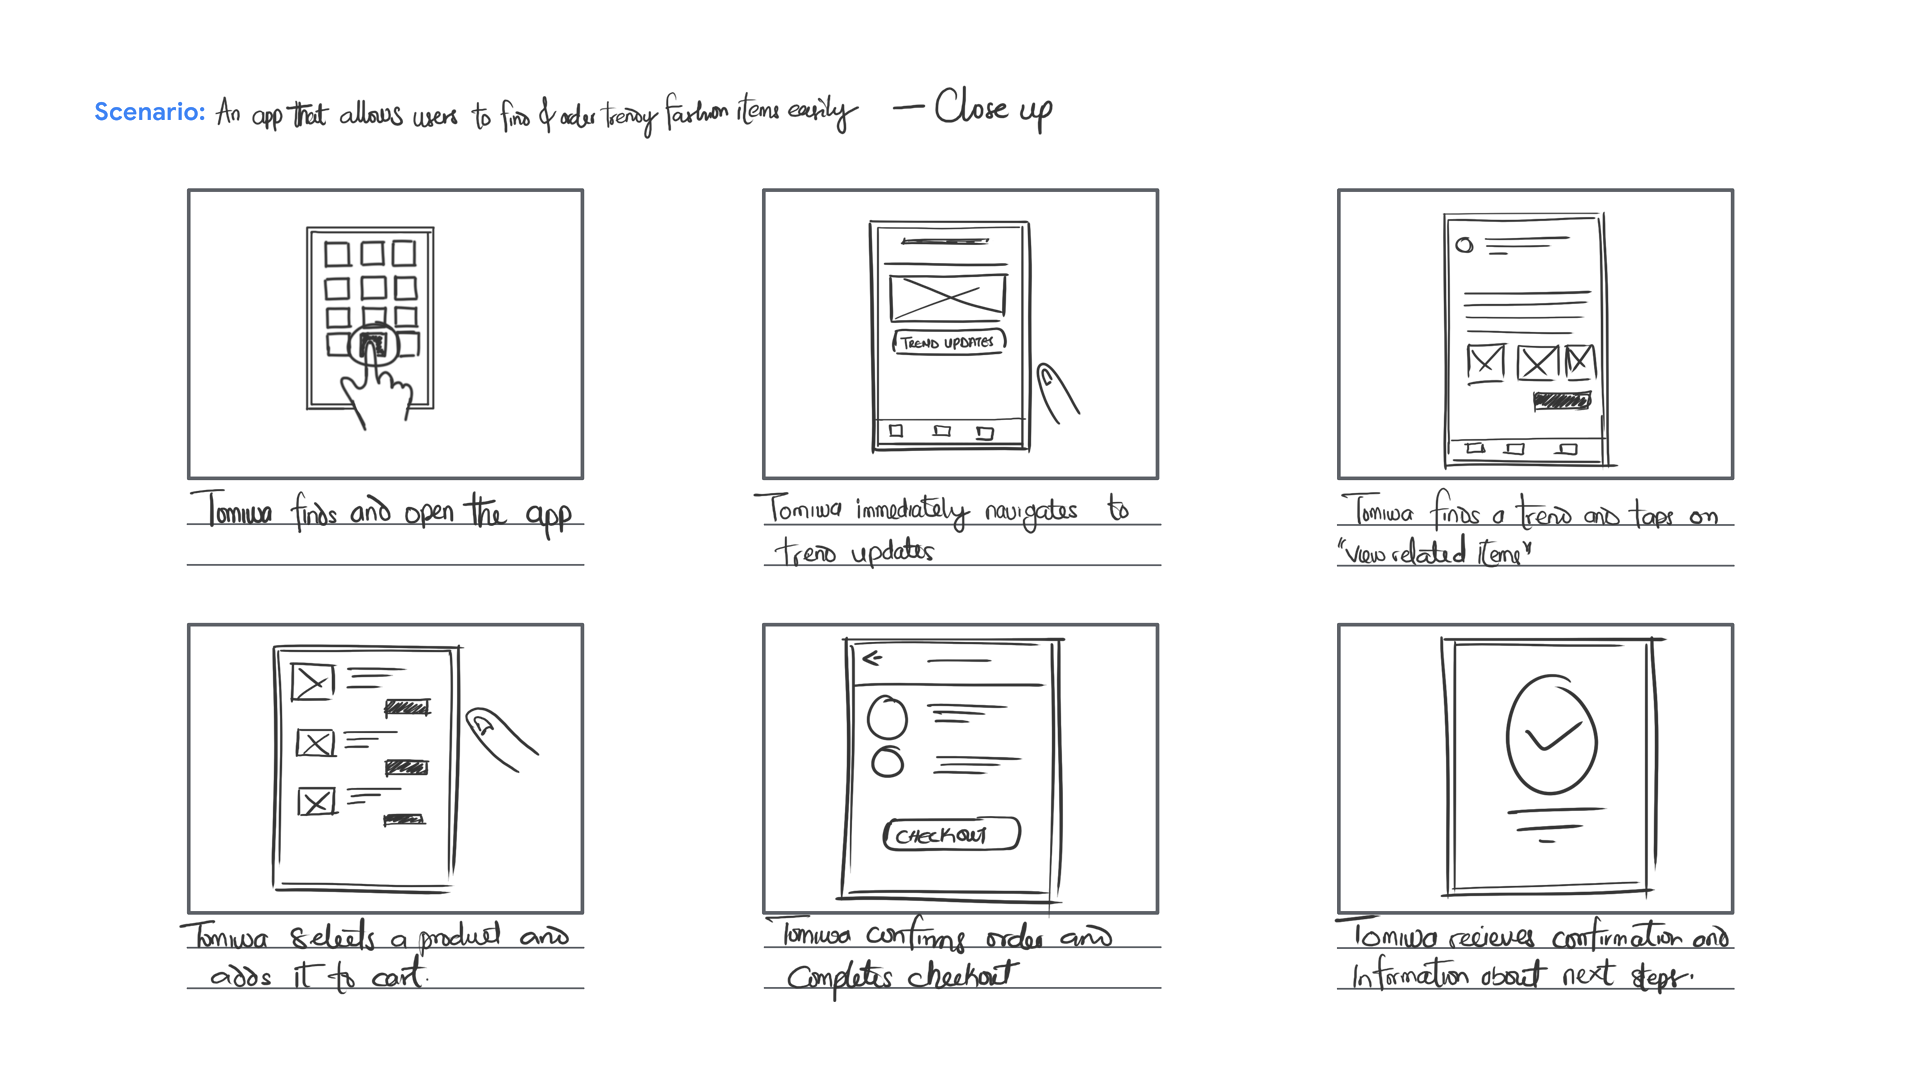 Scenario: An app that allows users to find & order trendy fashion items easily — Close up
TREND UPDATES
Tomiwa finds and open the app
Tomiwa immediately navigates to
trend updates
Tomiwa finds a trend and taps on
"view related items"
CHECKOUT
Tomiwa selects a product and
adds it to cart.
Tomiwa confirms order and
Completes checkout
Tomiwa recieves confirmation and
Information about next steps.